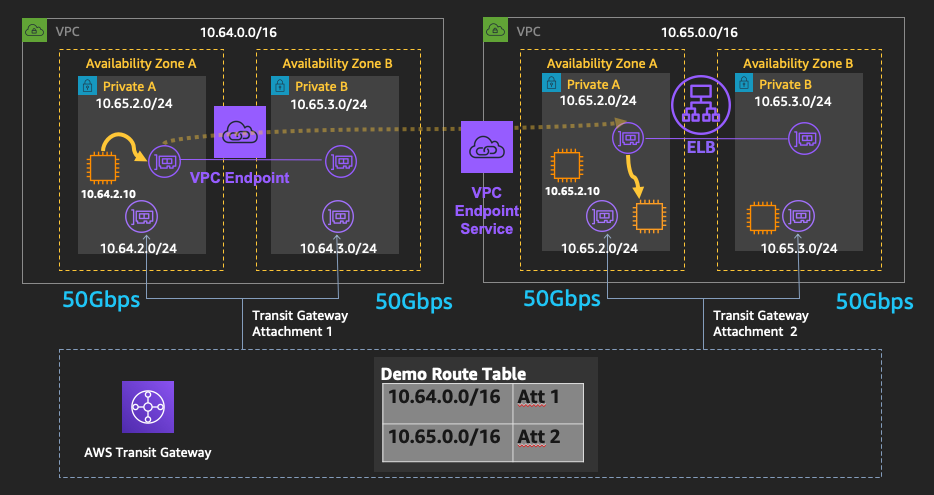 VPC
10.64.0.0/16
Availability Zone A
Private A
10.65.2.0/24
10.64.2.10
10.64.2.0/24
Availability Zone B
Private B
10.65.3.0/24
10.64.3.0/24
VPC Endpoint
VPC
Endpoint
Service
VPC
10.65.0.0/16
Availability Zone A
Private A
10.65.2.0/24
10.65.2.10
10.65.2.0/24
ELB
Availability Zone B
Private B
10.65.3.0/24
10.65.3.0/24
50Gbps
50Gbps
50Gbps
50Gbps
Transit Gateway
Attachment 1
Transit Gateway
Attachment 2
AWS Transit Gateway
Demo Route Table
10.64.0.0/16 Att 1
10.65.0.0/16 Att 2